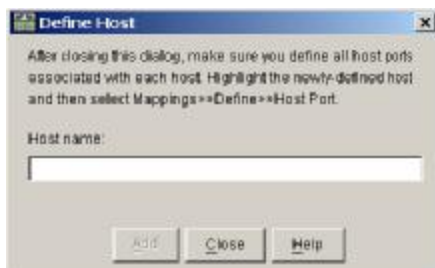 Define Host
After closing this dialog, make sure you define all host ports
associated with each host. Highlight the newly-defined host
and then select Mappings>>Define>>Host Port.
Host name:
Add Close Help